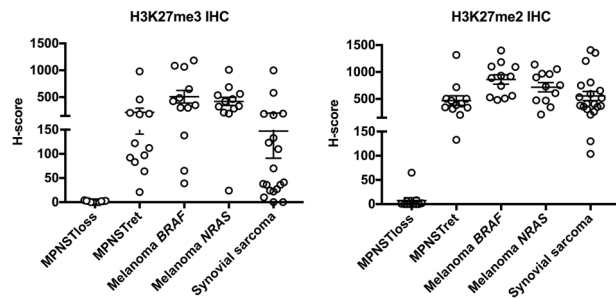 H3K27me3 IHC
H-score
1500
1000
500
150
100
50
0
MPNSTloss
MPNSTret
Melanoma BRAF
Melanoma NRAS
Synovial sarcoma
H3K27me2 IHC
H-score
1500
1000
500
150
100
50
0
MPNSTloss
MPNSTret
Melanoma BRAF
Melanoma NRAS
Synovial sarcoma